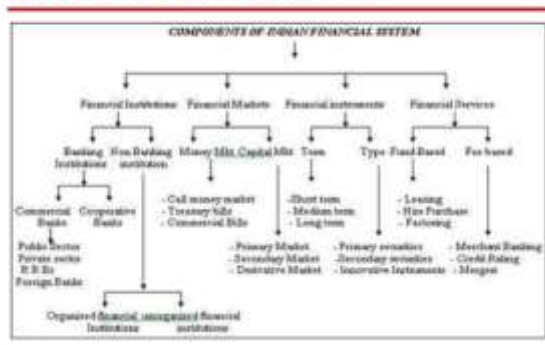 COMPONENTS OF INDIAN FINANCIAL SYSTEM
Financial Institutions Financial Markets Financial instruments Financial Services
Banking Institutions
Non Banking institution
Money Mkt. Capital Mkt.
Term Type
Fund Based Fee based
Commercial Banks
Cooperative Banks
- Call money market
- Treasury bills
- Commercial Bills
-Short term
- Medium term
- Long term
- Leasing
- Hire Purchase
- Factoring
Public Sector
Private sector
R R Bs
Foreign Banks
- Primary Market
- Secondary Market
- Derivative Market
- Primary securities
-Secondary securities
- Innovative Instruments
- Merchant Banking
- Credit Rating
- Mergers
Organized financial Institutions
unorganized financial institutions